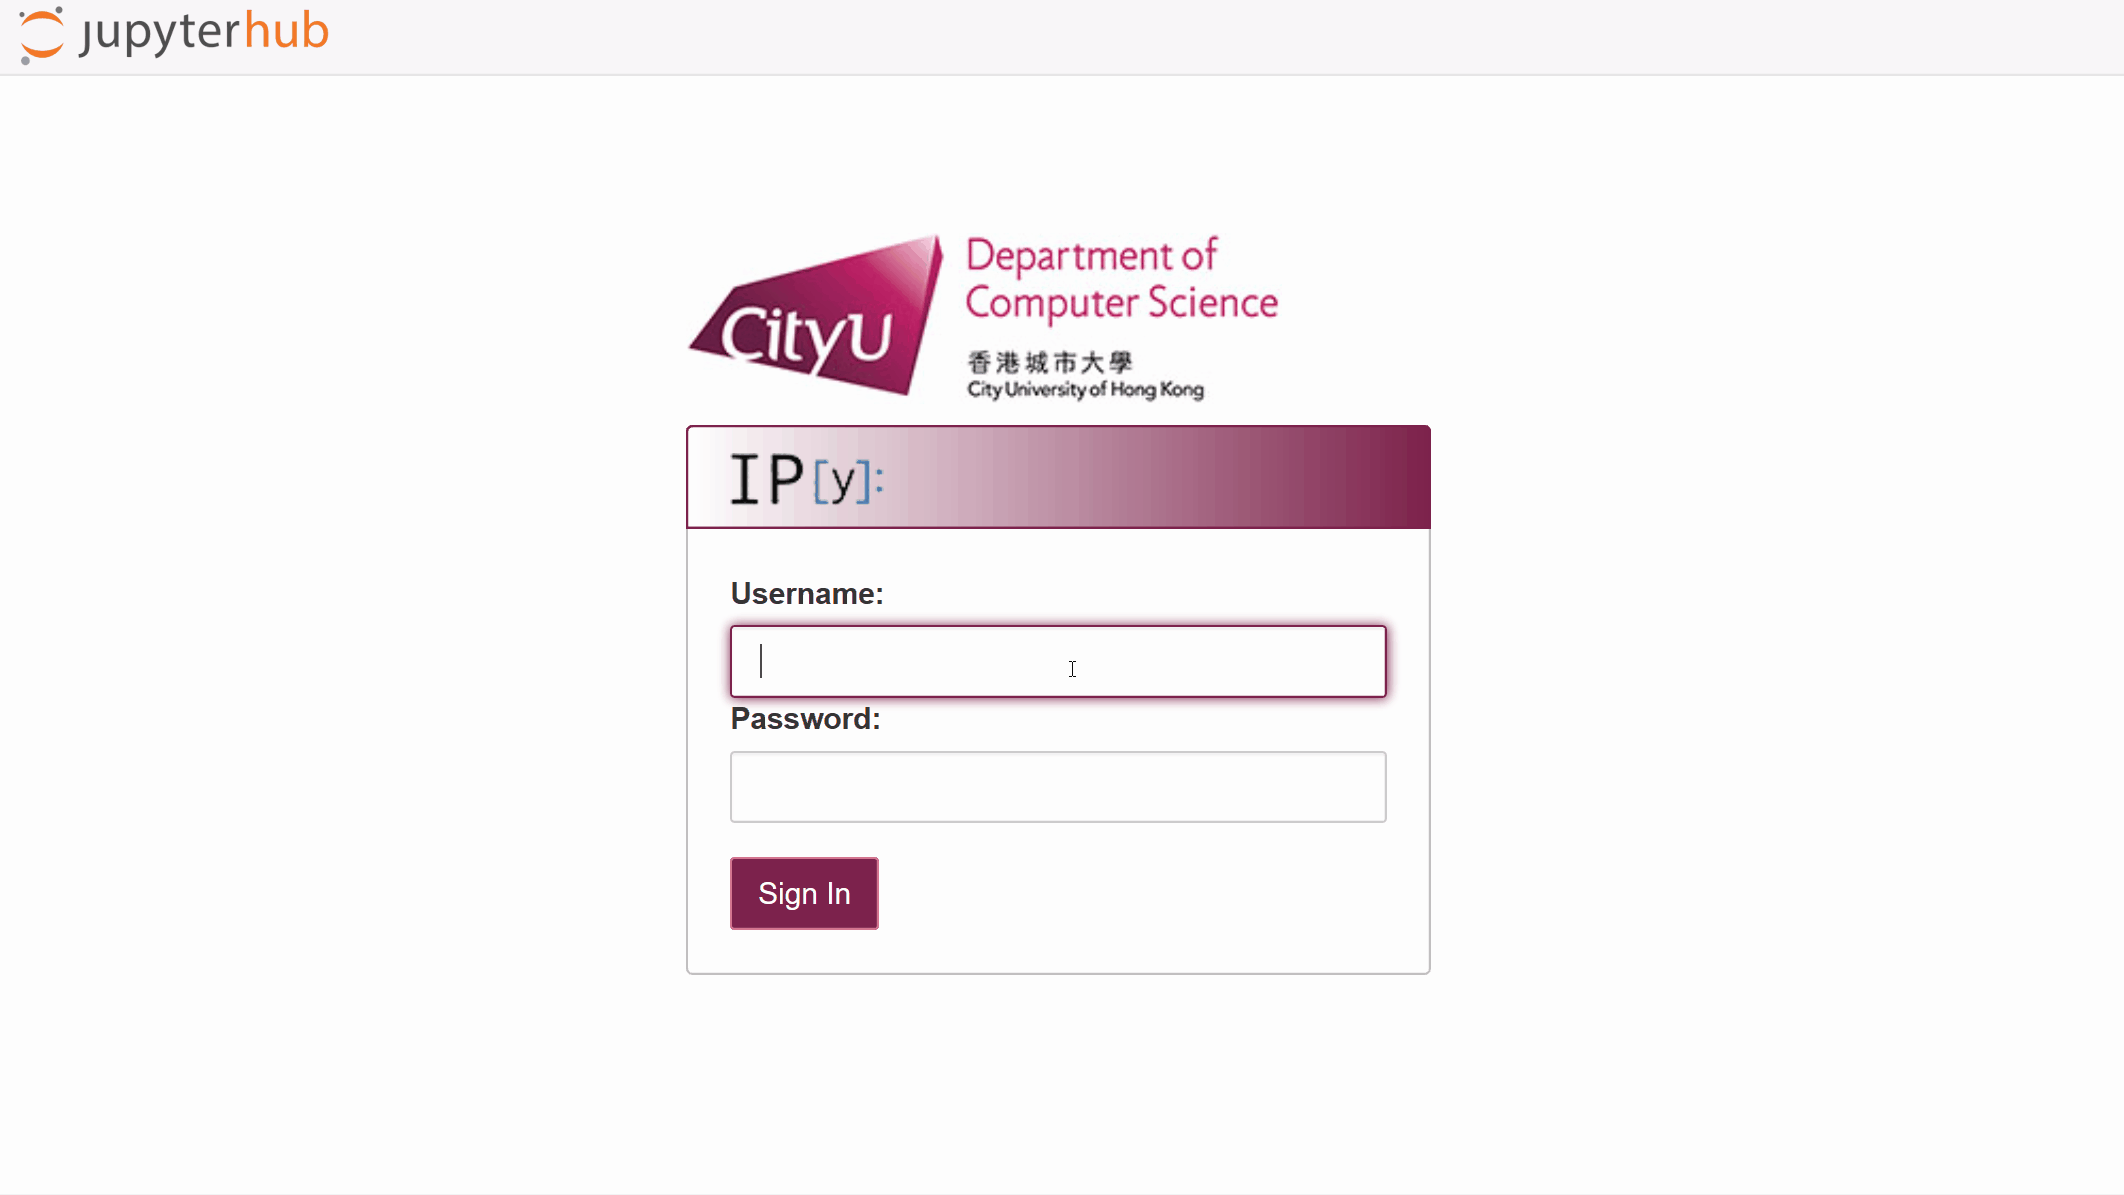 jupyterhub
CityU
Department of
Computer Science
香港城市大學
City University of Hong Kong
IP[y]:
Username:
Password:
Sign In